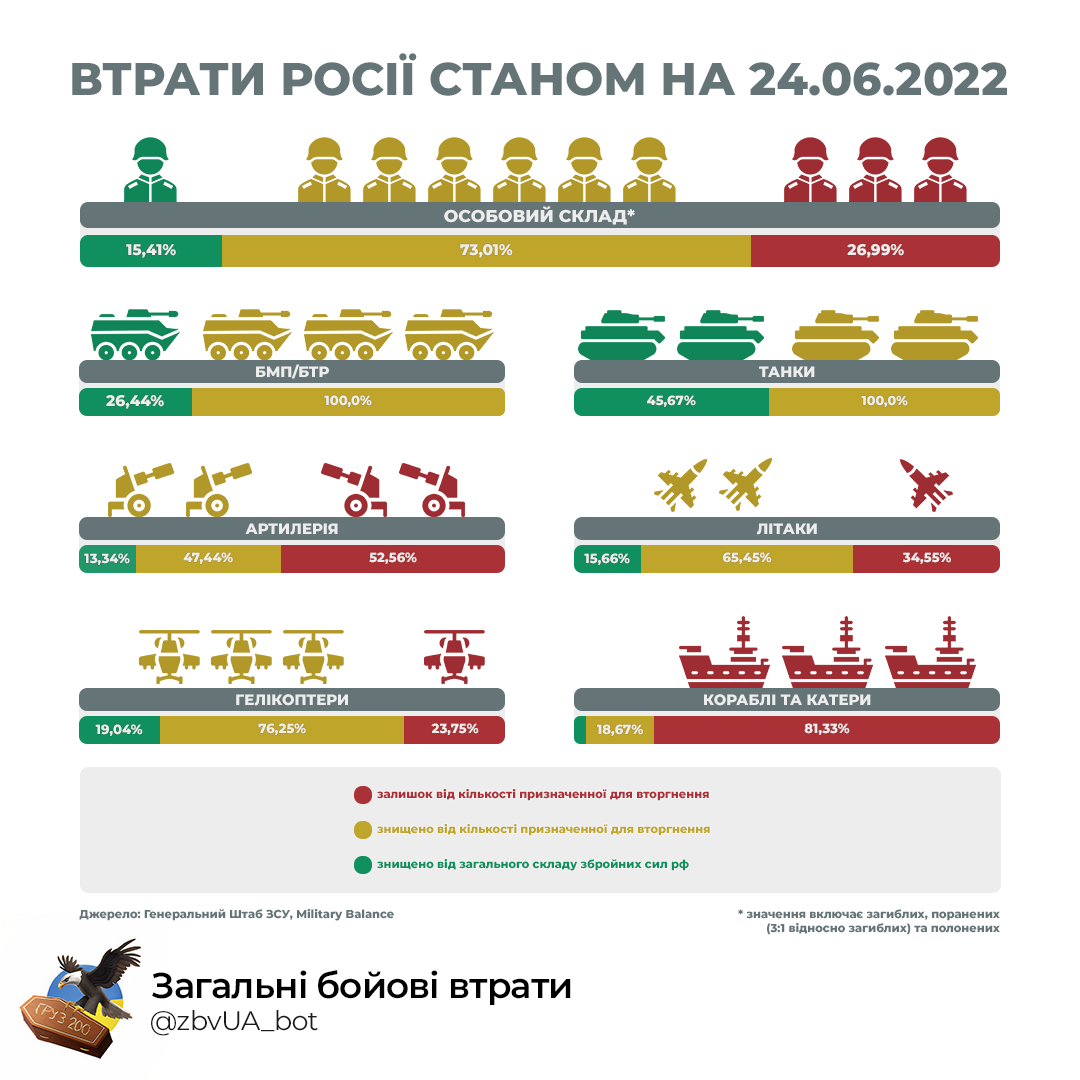 ВТРАТИ РОСІЇ СТАНОМ НА 24.06.2022
ОСОБОВИЙ СКЛАД*
15,41% 73,01% 26,99%
БМП/БТР
26,44% 100,0%
ТАНКИ
45,67% 100,0%
АРТИЛЕРІЯ
13,34% 47,44% 52,56%
ЛІТАКИ
15,66% 65,45% 34,55%
ГЕЛІКОПТЕРИ
19,04% 76,25% 23,75%
КОРАБЛІ ТА КАТЕРИ
18,67% 81,33%
залишок від кількості призначенної для вторгнення
знищено від кількості призначенної для вторгнення
знищено від загального складу збройних сил рф
Джерело: Генеральний Штаб ЗСУ, Military Balance
* значення включає загиблих, поранених
(3:1 відносно загиблих) та полонених
ГРУЗ 200
Загальні бойові втрати
@zbvUA_bot